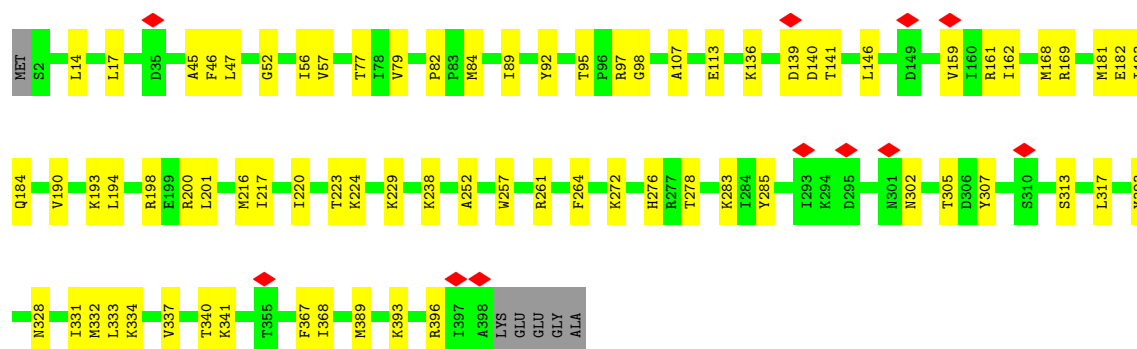 MET S2 L14 L17 D35 A45 F46 L47 G52 I56 V57 T77 I78 V79 P82 P83 M84 I89 Y92 T95 P96 R97 G98 A107 E113 K136 D139 D140 T141 L146 D149 V159 I160 R161 I162 M168 R169 M181 E182
Q184 V190 K193 L194 R198 E199 R200 L201 M216 I217 I220 T223 K224 K229 K238 A252 W257 R261 F264 K272 H276 R277 T278 K283 I284 Y285 I293 K294 D295 N301 N302 T305 D306 Y307 S310 S313 L317
N328 I331 M332 L333 K334 V337 T340 K341 T355 F367 I368 M389 K393 R396 I397 A398 LYS GLU GLU GLY ALA